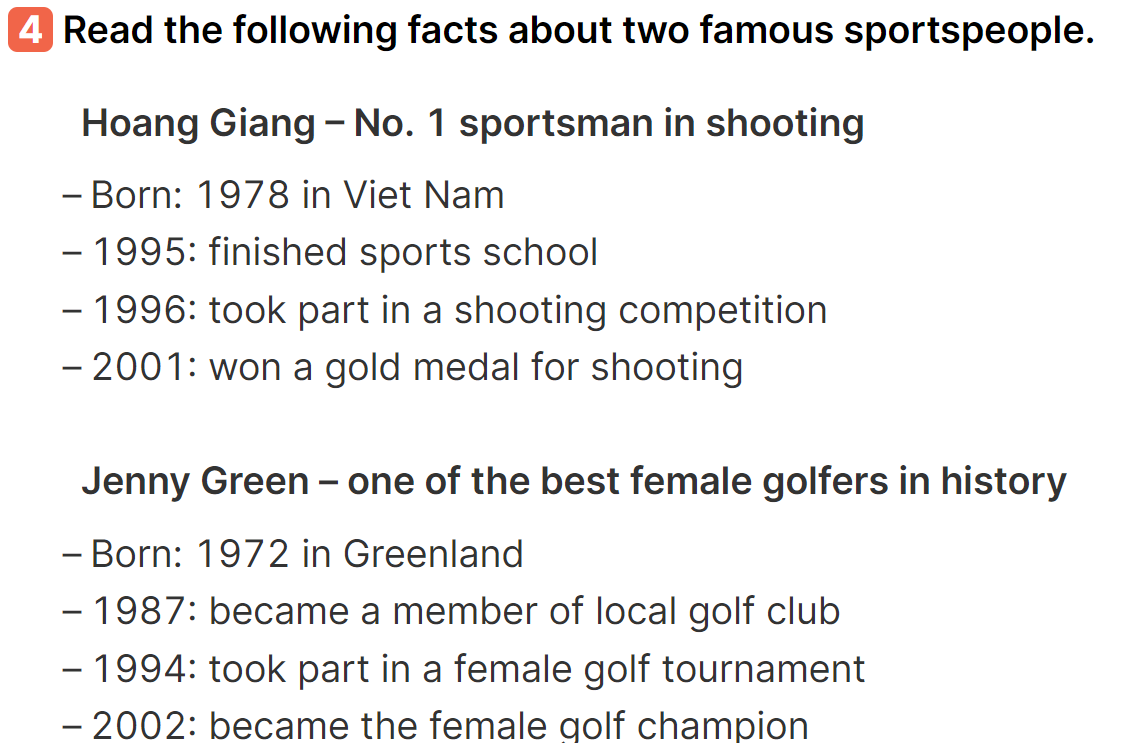 4 Read the following facts about two famous sportspeople.
Hoang Giang – No. 1 sportsman in shooting
– Born: 1978 in Viet Nam
– 1995: finished sports school
– 1996: took part in a shooting competition
– 2001: won a gold medal for shooting
Jenny Green – one of the best female golfers in history
– Born: 1972 in Greenland
– 1987: became a member of local golf club
– 1994: took part in a female golf tournament
– 2002: became the female golf champion